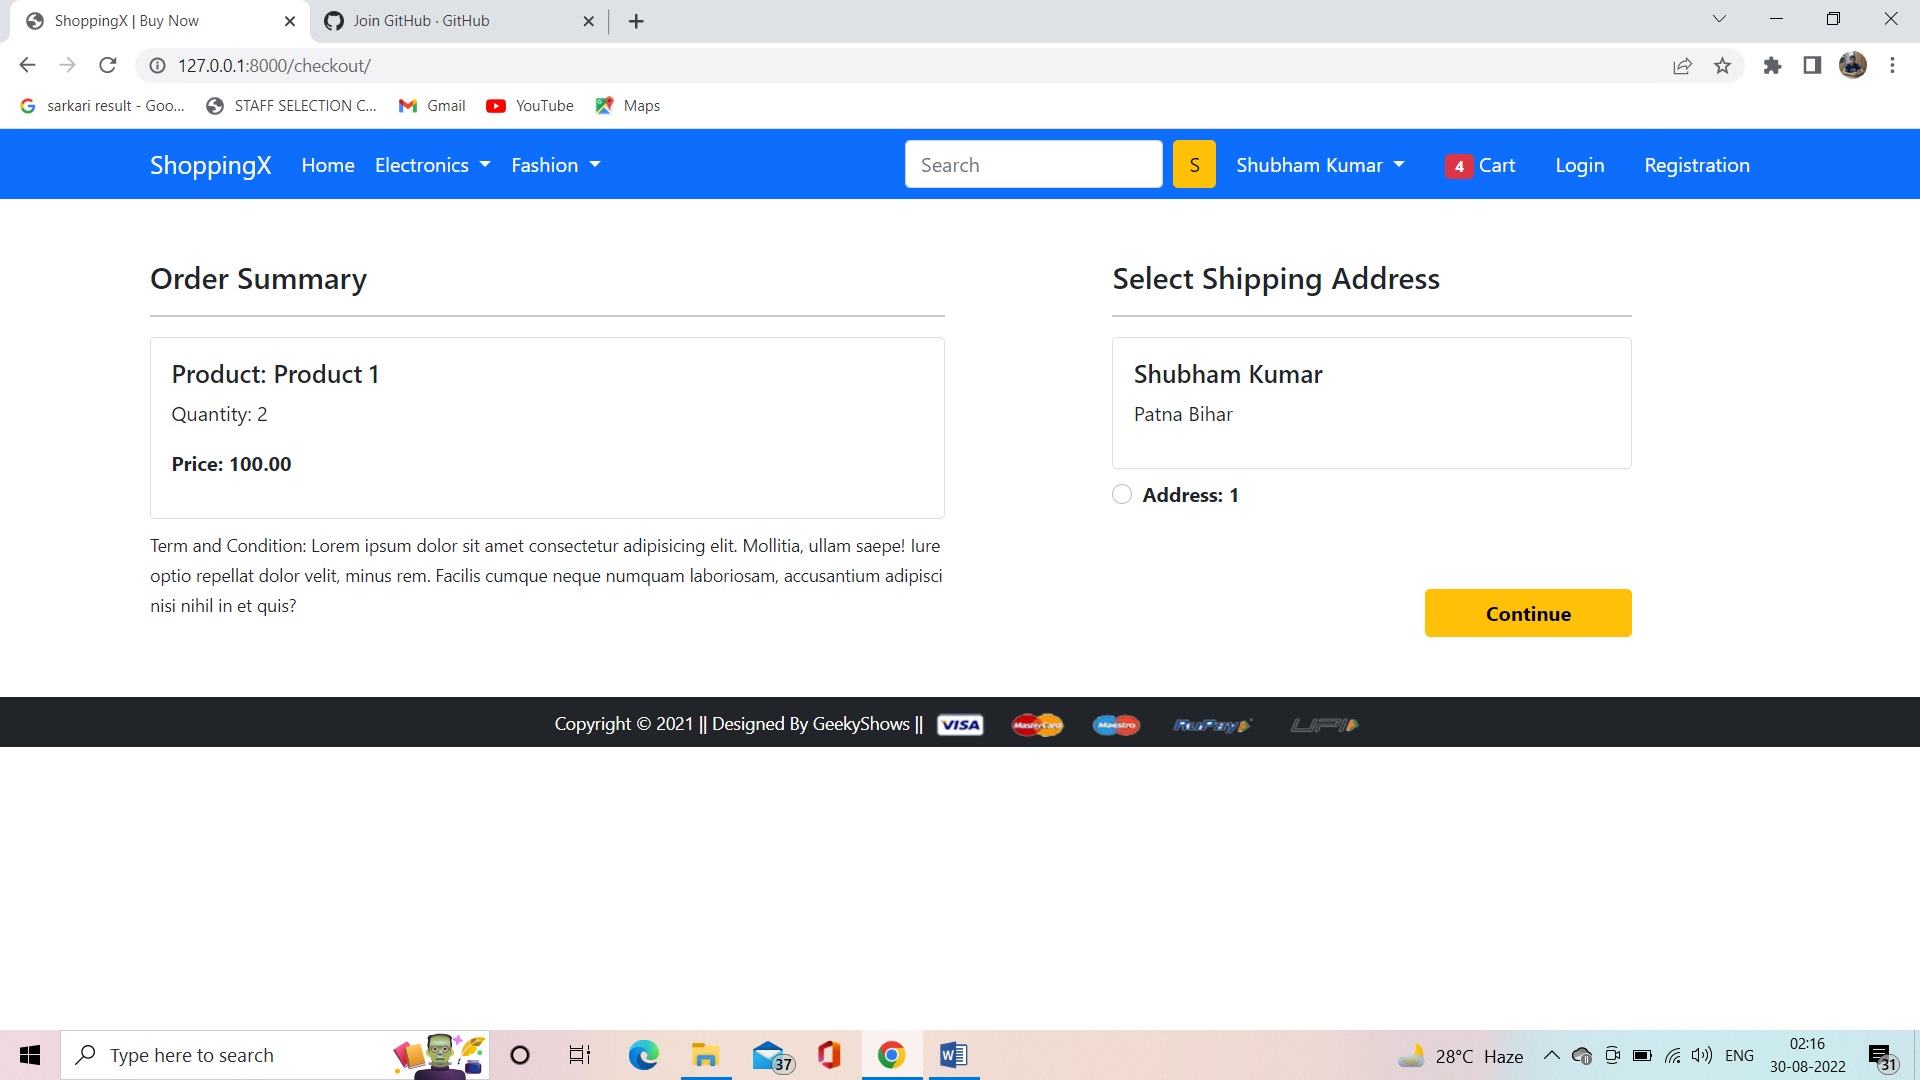 ShoppingX | Buy Now
Join GitHub · GitHub
127.0.0.1:8000/checkout/
sarkari result - Goo...
STAFF SELECTION C...
Gmail
YouTube
Maps
ShoppingX
Home
Electronics
Fashion
Search
S
Shubham Kumar
4 Cart
Login
Registration
Order Summary
Product: Product 1
Quantity: 2
Price: 100.00
Term and Condition: Lorem ipsum dolor sit amet consectetur adipisicing elit. Mollitia, ullam saepe! Iure
optio repellat dolor velit, minus rem. Facilis cumque neque numquam laboriosam, accusantium adipisci
nisi nihil in et quis?
Select Shipping Address
Shubham Kumar
Patna Bihar
Address: 1
Continue
Copyright © 2021 || Designed By GeekyShows ||
VISA
MasterCard
Maestro
RuPay
UPI
Type here to search
37
W
28°C Haze
ENG
02:16
30-08-2022
31